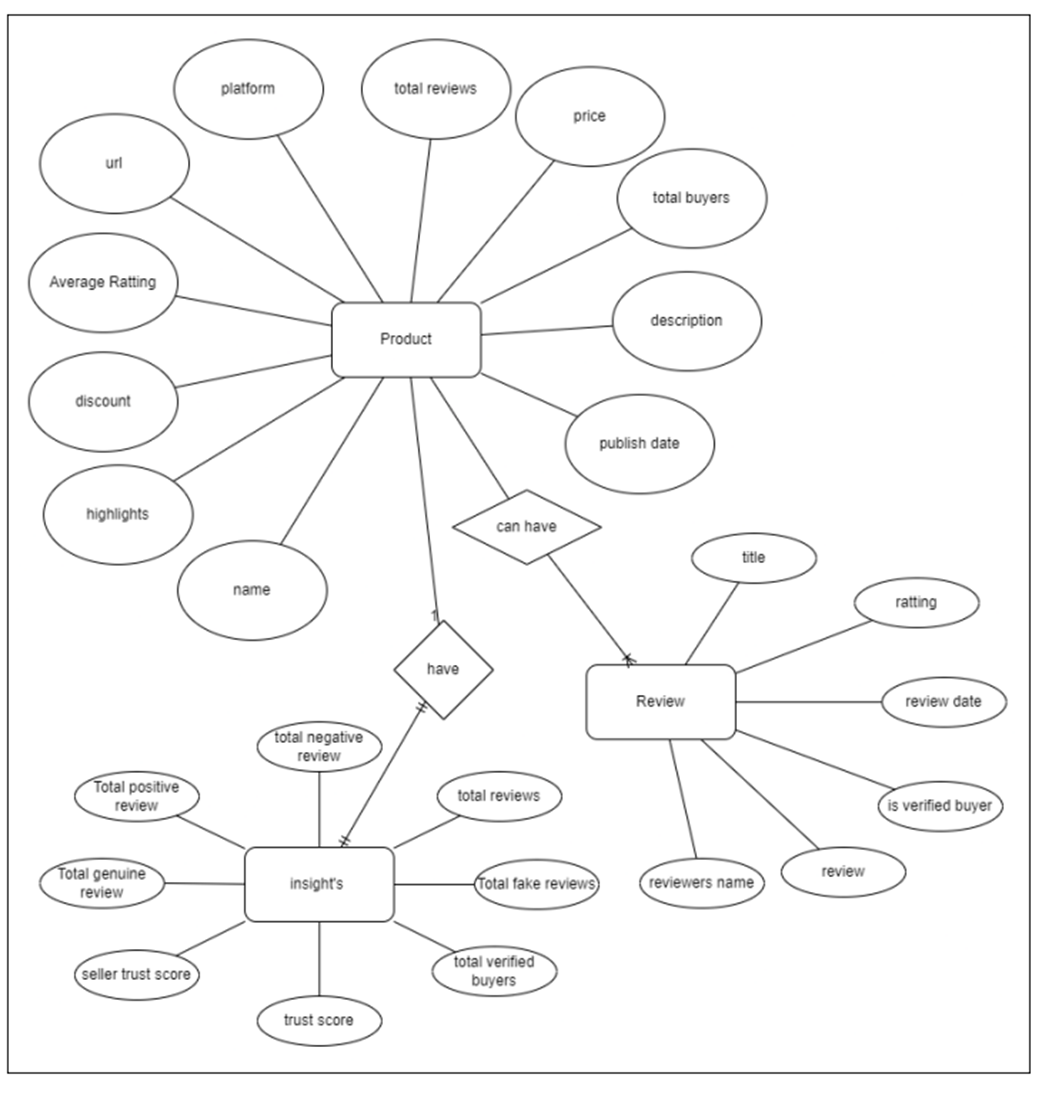 platform
total reviews
price
url
total buyers
Average Ratting
description
Product
discount
publish date
highlights
can have
name
title
ratting
1
have
Review
review date
total negative
review
Total positive
review
total reviews
is verified buyer
Total genuine
review
insight's
Total fake reviews
reviewers name
review
seller trust score
total verified
buyers
trust score